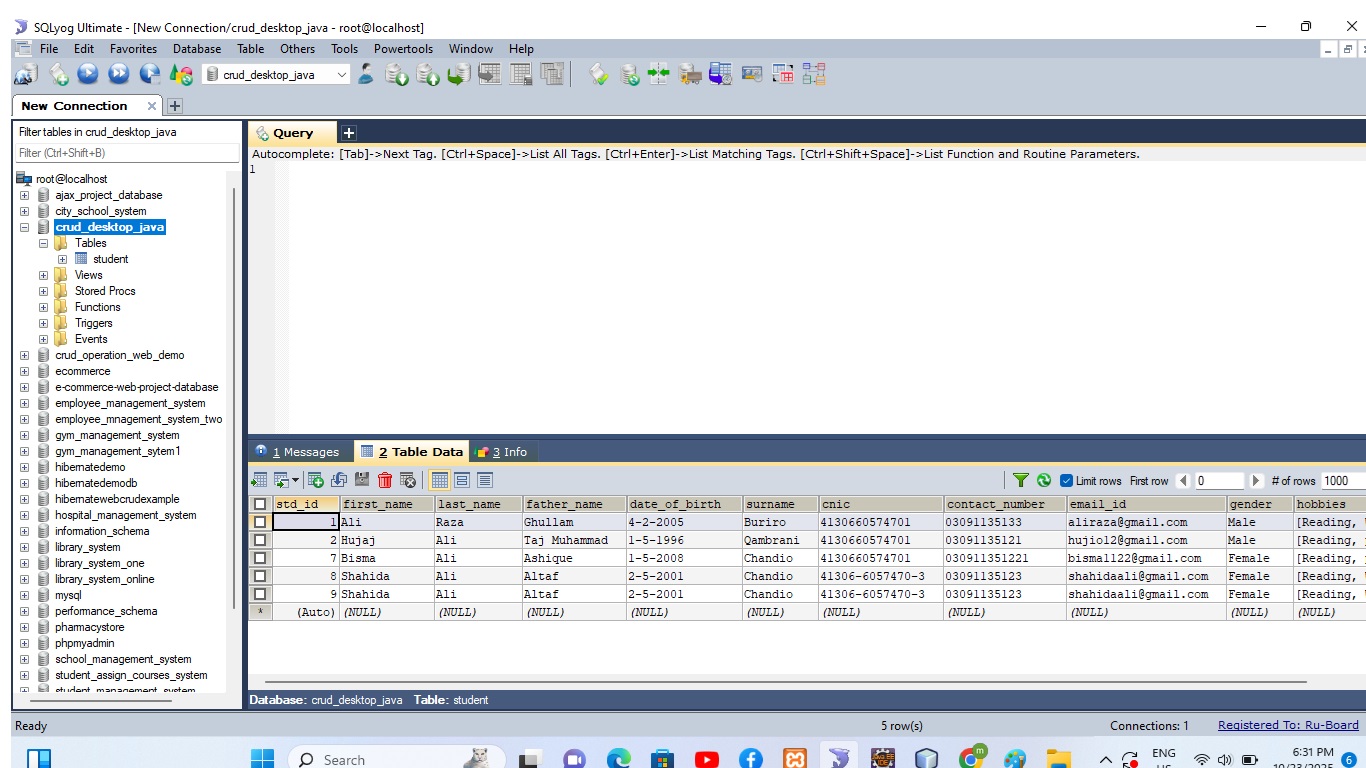 SQLyog Ultimate - [New Connection/crud_desktop_java - root@localhost]
File Edit Favorites Database Table Others Tools Powertools Window Help
crud_desktop_java
New Connection
Filter tables in crud_desktop_java
Filter (Ctrl+Shift+B)
root@localhost
ajax_project_database
city_school_system
crud_desktop_java
Tables
student
Views
Stored Procs
Functions
Triggers
Events
crud_operation_web_demo
ecommerce
e-commerce-web-project-database
employee_management_system
employee_mnagement_system_two
gym_management_system
gym_management_sytem1
hibernatedemo
hibernatedemodb
hibernatewebcrudexample
hospital_management_system
information_schema
library_system
library_system_one
library_system_online
mysql
performance_schema
pharmacystore
phpmyadmin
school_management_system
student_assign_courses_system
student_management_system
Query
Autocomplete: [Tab]->Next Tag. [Ctrl+Space]->List All Tags. [Ctrl+Enter]->List Matching Tags. [Ctrl+Shift+Space]->List Function and Routine Parameters.
1
1 Messages 2 Table Data 3 Info
Limit rows First row 0 # of rows 1000
std_id first_name last_name father_name date_of_birth surname cnic contact_number email_id gender hobbies
1 Ali Raza Ghullam 4-2-2005 Buriro 4130660574701 03091135133 aliraza@gmail.com Male [Reading,
2 Hujaj Ali Taj Muhammad 1-5-1996 Qambrani 4130660574701 03091135121 hujio12@gmail.com Male [Reading,
7 Bisma Ali Ashique 1-5-2008 Chandio 4130660574701 030911351221 bisma1122@gmail.com Female [Reading,
8 Shahida Ali Altaf 2-5-2001 Chandio 41306-6057470-3 03091135123 shahidaali@gmail.com Female [Reading,
9 Shahida Ali Altaf 2-5-2001 Chandio 41306-6057470-3 03091135123 shahidaali@gmail.com Female [Reading,
* (Auto) (NULL) (NULL) (NULL) (NULL) (NULL) (NULL) (NULL) (NULL) (NULL) (NULL)
Database: crud_desktop_java Table: student
Ready 5 row(s) Connections: 1 Registered To: Ru-Board
Search
m
ENG
6:31 PM
6